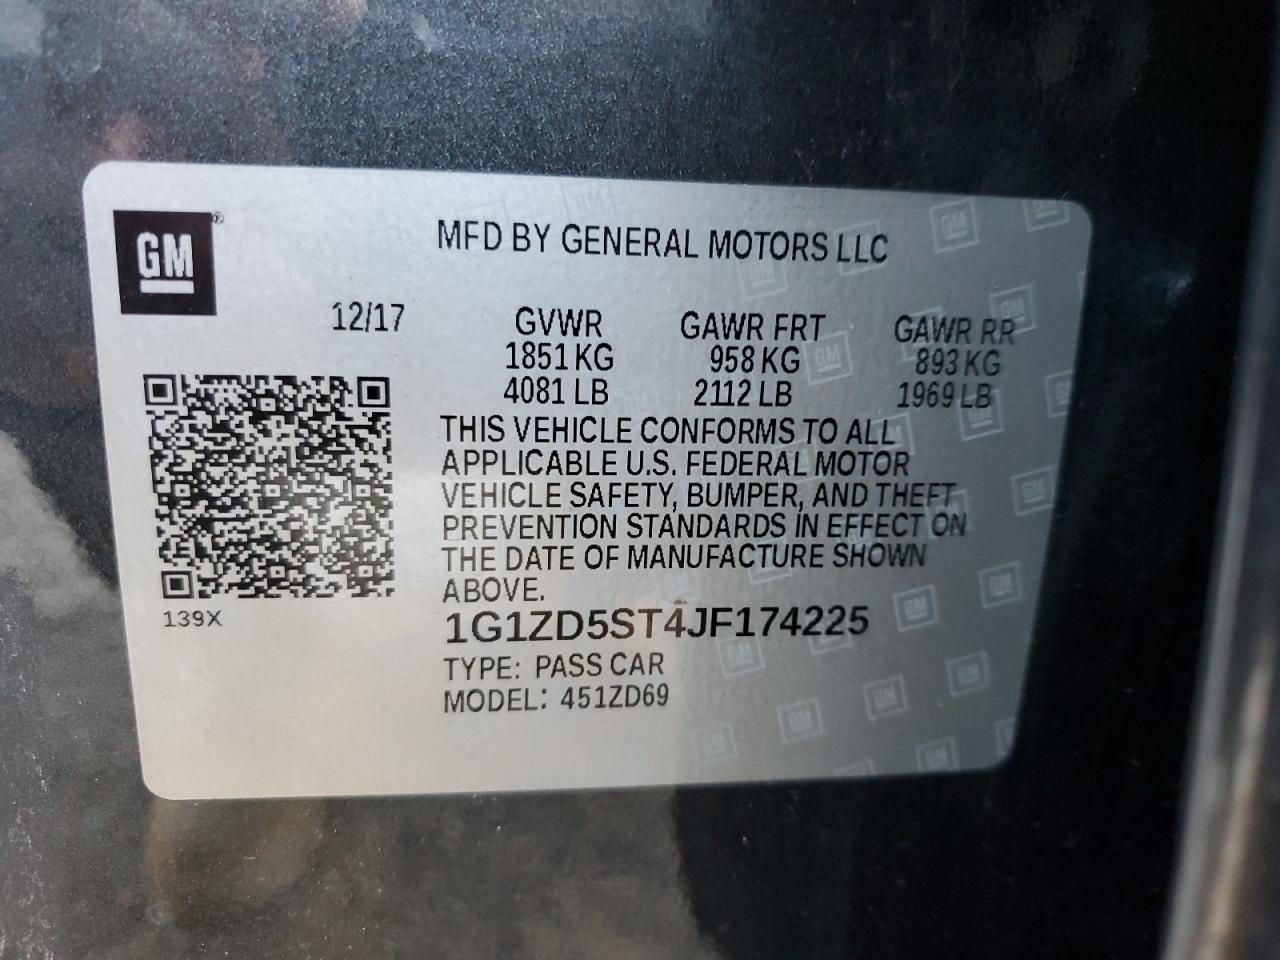 GM®
MFD BY GENERAL MOTORS LLC
12/17
GVWR
1851 KG
4081 LB
GAWR FRT
958 KG
2112 LB
GAWR RR
893 KG
1969 LB
THIS VEHICLE CONFORMS TO ALL
APPLICABLE U.S. FEDERAL MOTOR
VEHICLE SAFETY, BUMPER, AND THEFT
PREVENTION STANDARDS IN EFFECT ON
THE DATE OF MANUFACTURE SHOWN
ABOVE.
139X
1G1ZD5ST4JF174225
TYPE: PASS CAR
MODEL: 451ZD69